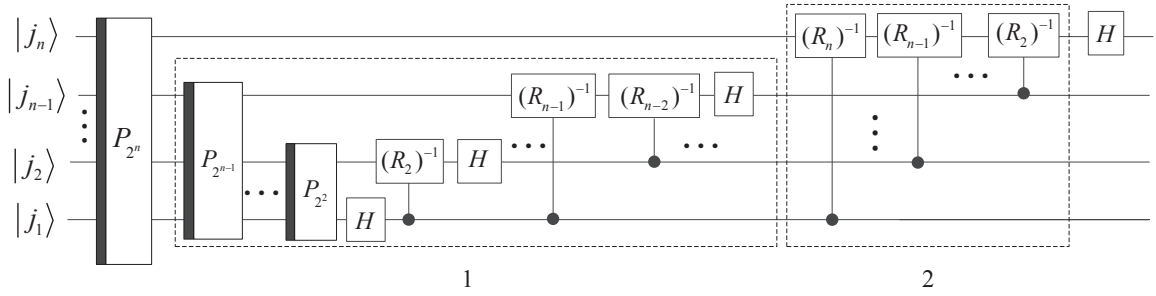 |j_n⟩ P_{2^n} (R_n)^{-1} (R_{n-1})^{-1} (R_2)^{-1} H
|j_{n-1}⟩ P_{2^{n-1}} (R_{n-1})^{-1} (R_{n-2})^{-1} H
|j_2⟩ P_{2^2} (R_2)^{-1} H
|j_1⟩ H
1 2